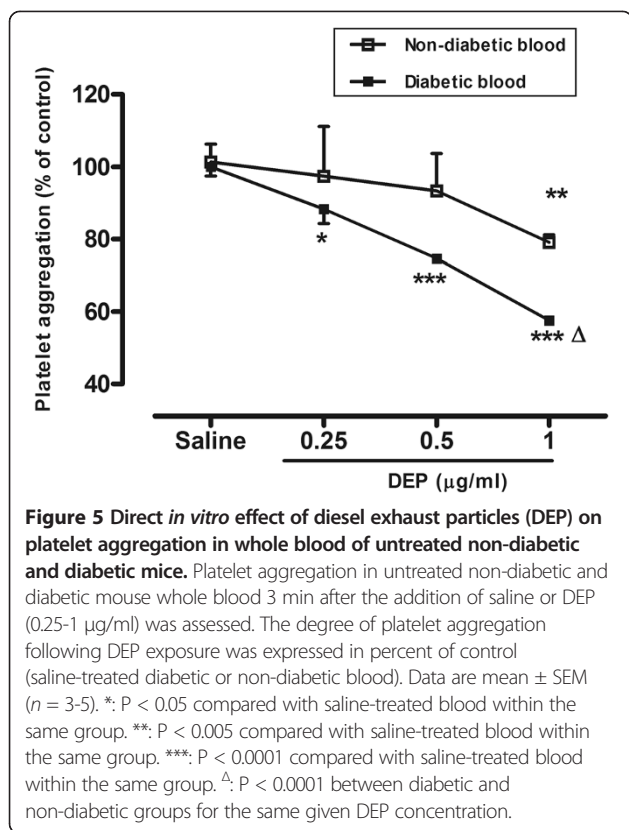 Non-diabetic blood
Diabetic blood
Platelet aggregation (% of control)
120
100
80
60
40
*
***
**
*** Δ
Saline 0.25 0.5 1
DEP (μg/ml)
Figure 5 Direct in vitro effect of diesel exhaust particles (DEP) on
platelet aggregation in whole blood of untreated non-diabetic
and diabetic mice. Platelet aggregation in untreated non-diabetic and
diabetic mouse whole blood 3 min after the addition of saline or DEP
(0.25-1 μg/ml) was assessed. The degree of platelet aggregation
following DEP exposure was expressed in percent of control
(saline-treated diabetic or non-diabetic blood). Data are mean ± SEM
(n = 3-5). *: P < 0.05 compared with saline-treated blood within the
same group. **: P < 0.005 compared with saline-treated blood within
the same group. ***: P < 0.0001 compared with saline-treated blood
within the same group. Δ: P < 0.0001 between diabetic and
non-diabetic groups for the same given DEP concentration.